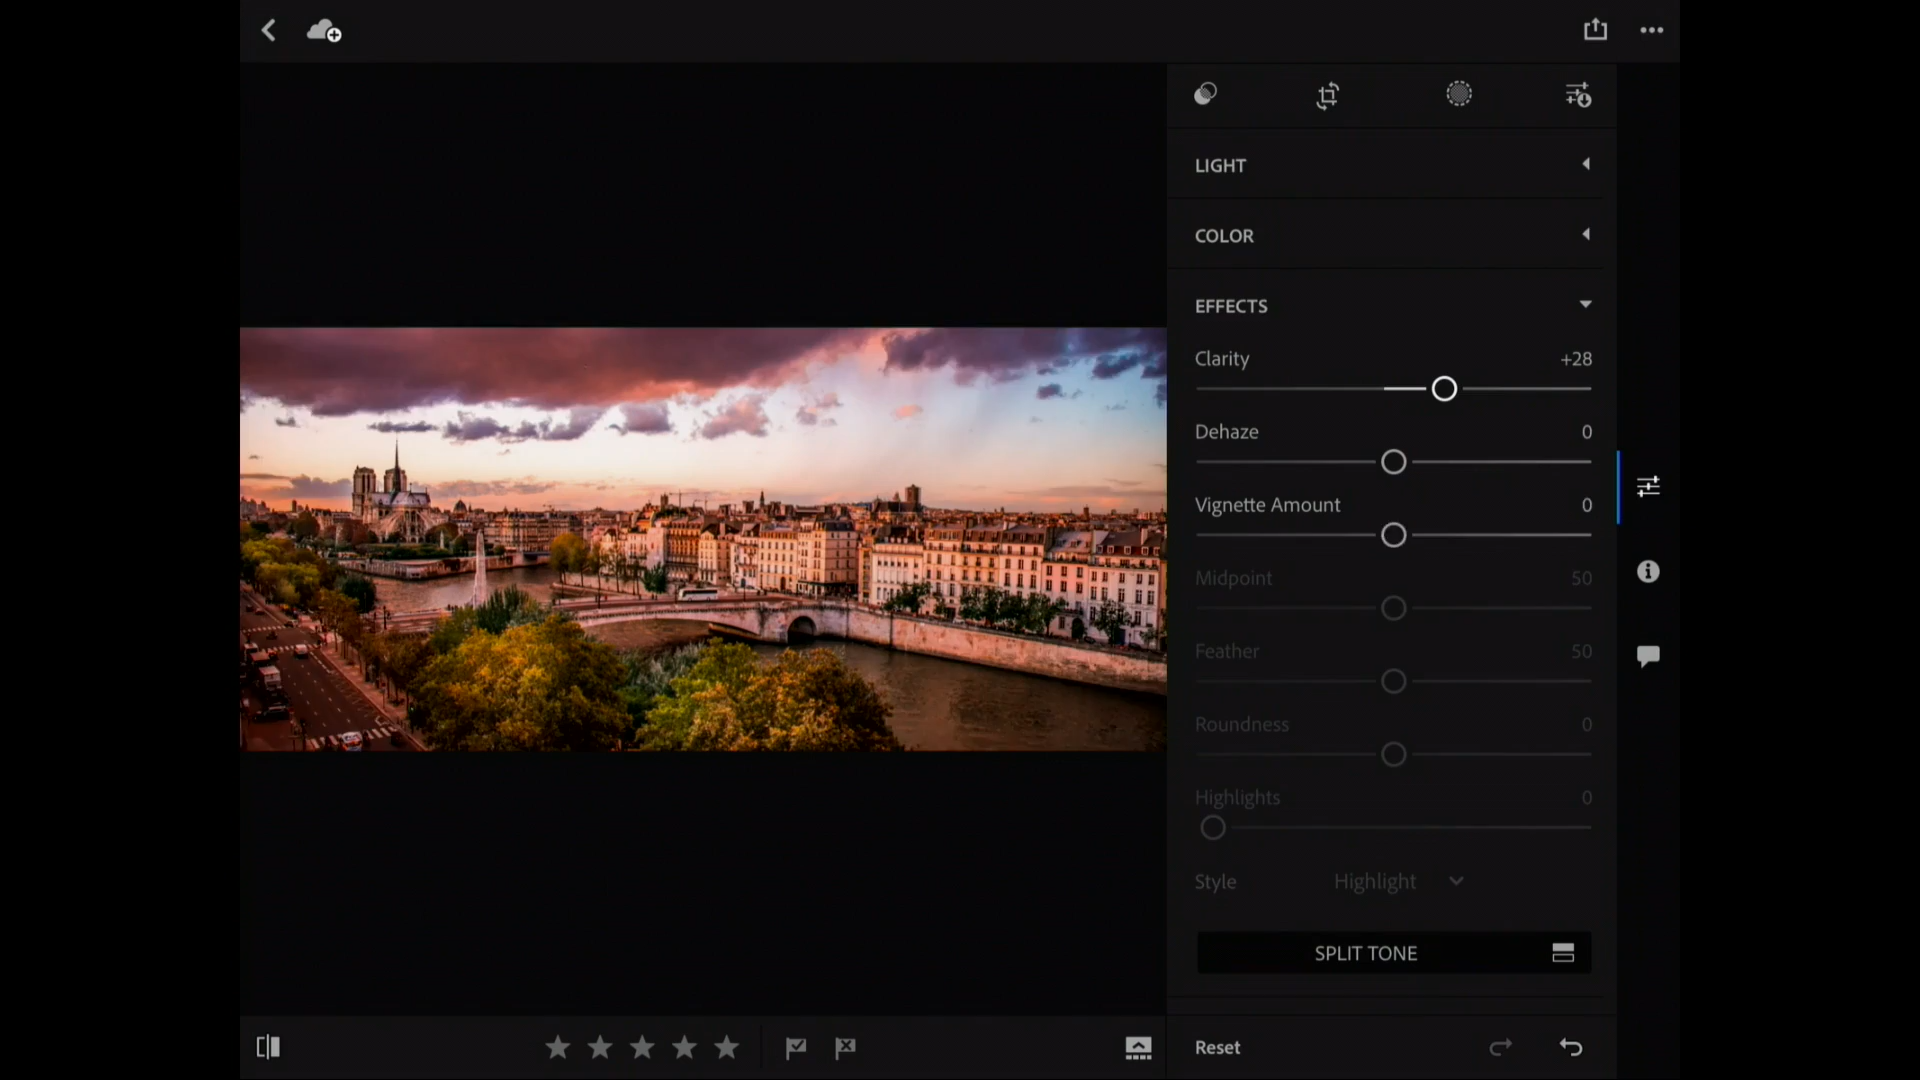 LIGHT
COLOR
EFFECTS
Clarity +28
Dehaze 0
Vignette Amount 0
Midpoint 50
Feather 50
Roundness 0
Highlights 0
Style Highlight
SPLIT TONE
Reset